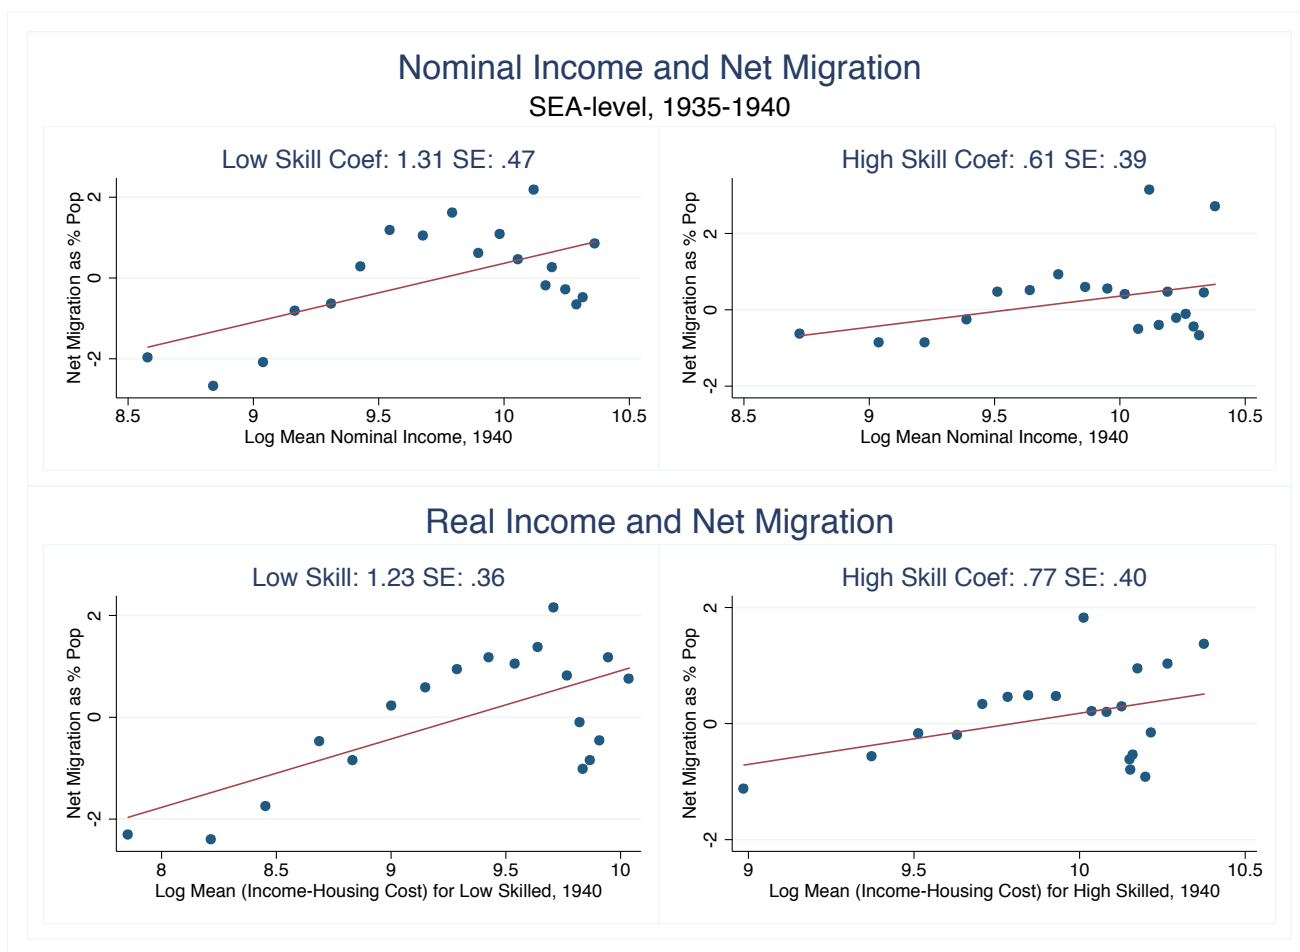 Nominal Income and Net Migration
SEA-level, 1935-1940
Low Skill Coef: 1.31 SE: .47
Net Migration as % Pop
2
0
-2
8.5 9 9.5 10 10.5
Log Mean Nominal Income, 1940
High Skill Coef: .61 SE: .39
Net Migration as % Pop
2
0
-2
8.5 9 9.5 10 10.5
Log Mean Nominal Income, 1940
Real Income and Net Migration
Low Skill: 1.23 SE: .36
Net Migration as % Pop
2
0
-2
8 8.5 9 9.5 10
Log Mean (Income-Housing Cost) for Low Skilled, 1940
High Skill Coef: .77 SE: .40
Net Migration as % Pop
2
0
-2
9 9.5 10 10.5
Log Mean (Income-Housing Cost) for High Skilled, 1940